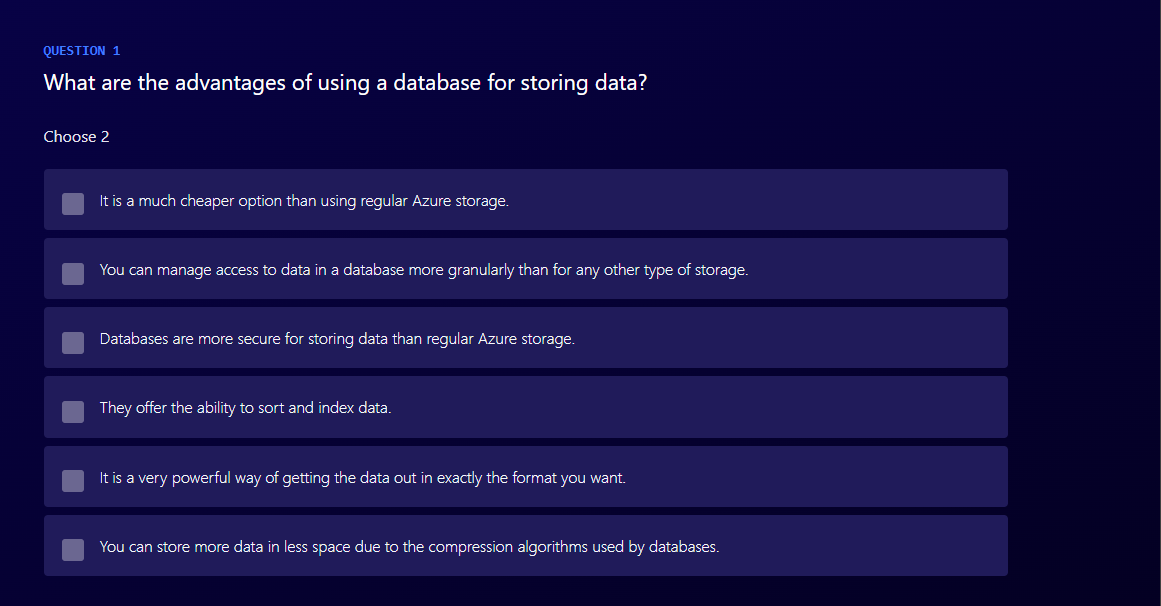 QUESTION 1
What are the advantages of using a database for storing data?
Choose 2
It is a much cheaper option than using regular Azure storage.
You can manage access to data in a database more granularly than for any other type of storage.
Databases are more secure for storing data than regular Azure storage.
They offer the ability to sort and index data.
It is a very powerful way of getting the data out in exactly the format you want.
You can store more data in less space due to the compression algorithms used by databases.